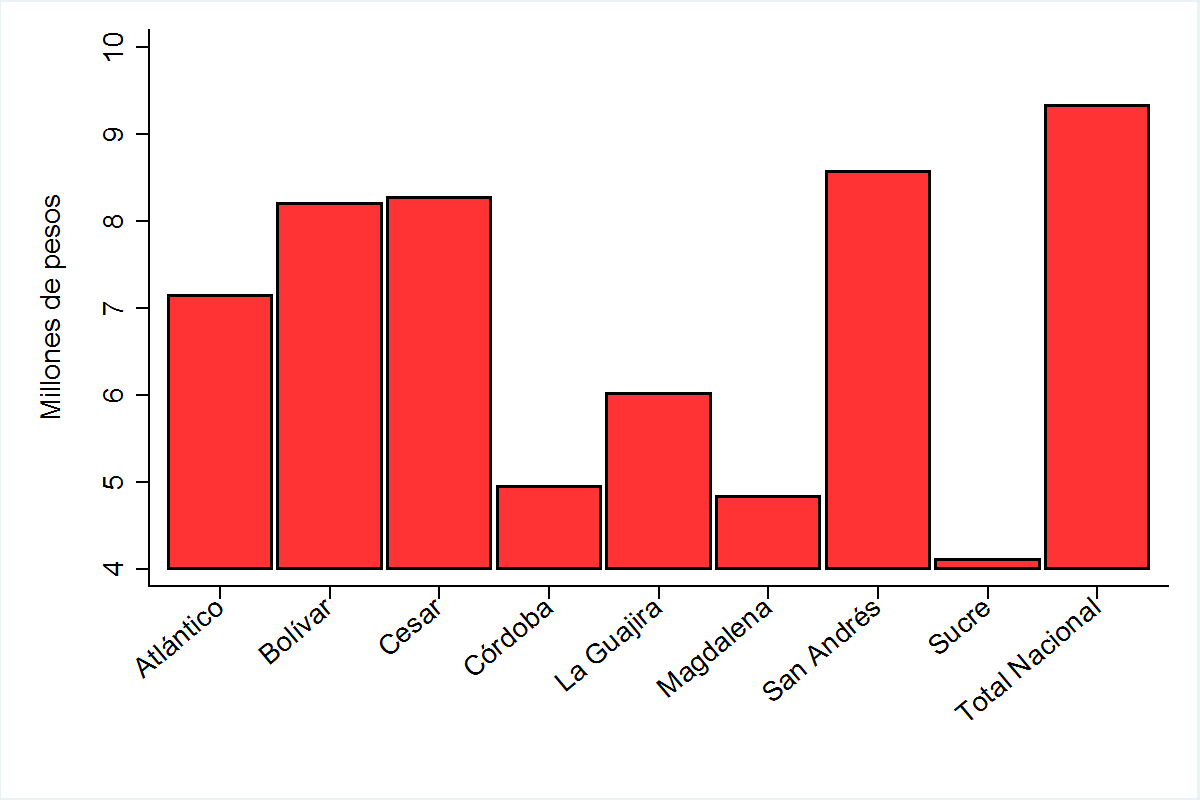 Millones de pesos
10
9
8
7
6
5
4
Atlántico
Bolívar
Cesar
Córdoba
La Guajira
Magdalena
San Andrés
Sucre
Total Nacional